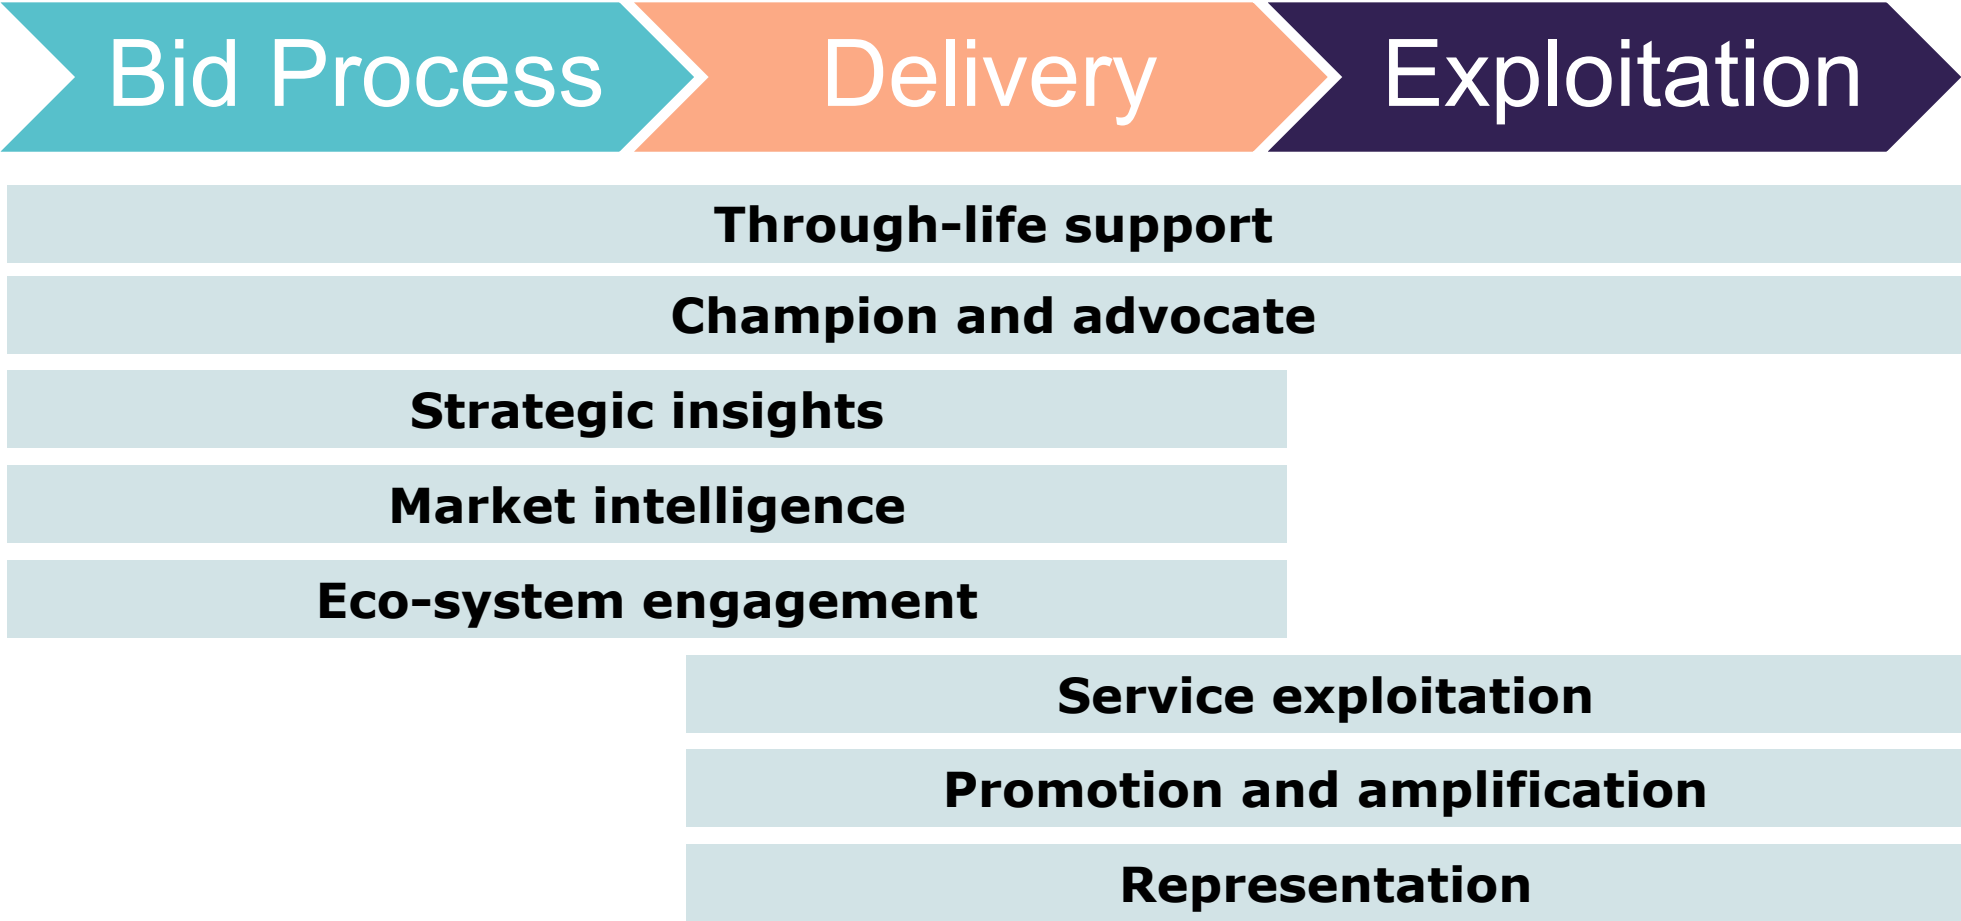 Bid Process
Delivery
Exploitation
Through-life support
Champion and advocate
Strategic insights
Market intelligence
Eco-system engagement
Service exploitation
Promotion and amplification
Representation